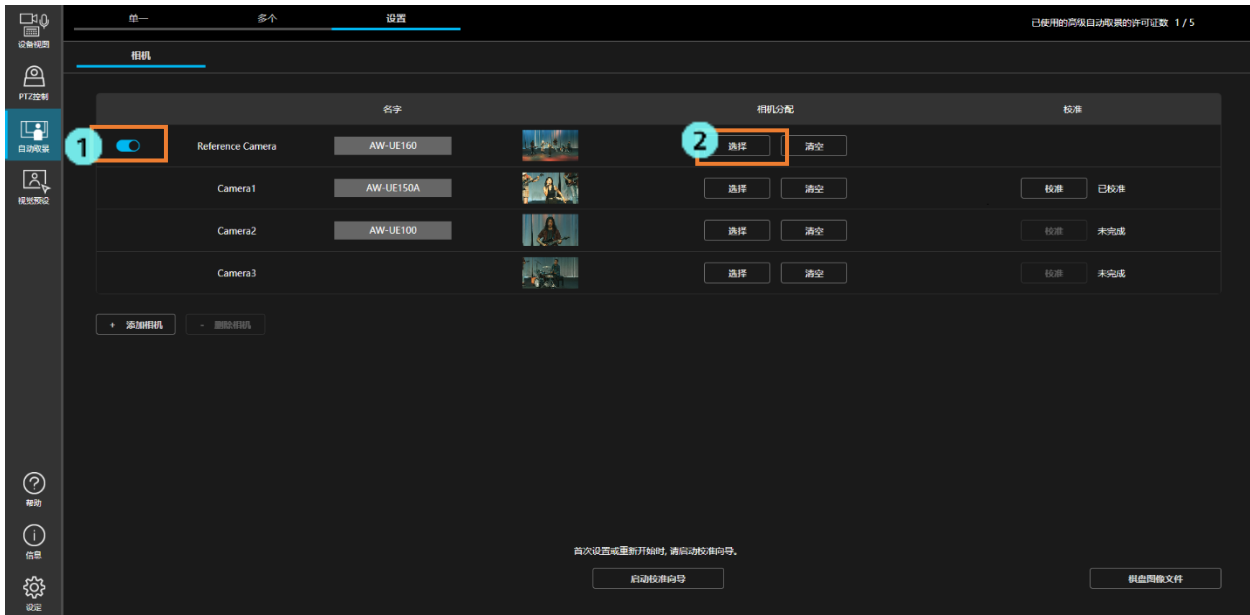 单一 多个 设置 已使用的高级自动取景的许可证数 1 / 5
设备视图
相机
PTZ控制
名字 相机分配 校准
1 Reference Camera AW-UE160 2 选择 清空
自动取景
Camera1 AW-UE150A 选择 清空 校准 已校准
视觉预设
Camera2 AW-UE100 选择 清空 校准 未完成
Camera3 选择 清空 校准 未完成
+ 添加相机 - 删除相机
帮助
信息
首次设置或重新开始时, 请启动校准向导。
启动校准向导 棋盘图像文件
设定